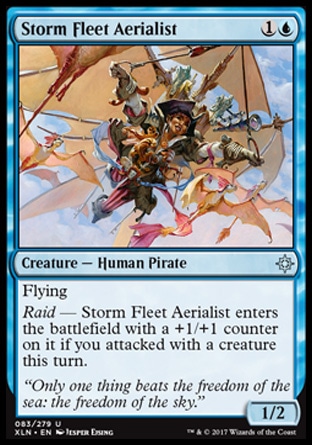 Storm Fleet Aerialist 1
Creature — Human Pirate
Flying
Raid — Storm Fleet Aerialist enters
the battlefield with a +1/+1 counter
on it if you attacked with a creature
this turn.
“Only one thing beats the freedom of the
sea: the freedom of the sky.”
1/2
083/279 U
XLN • EN Jesper Ejsing
™ & © 2017 Wizards of the Coast